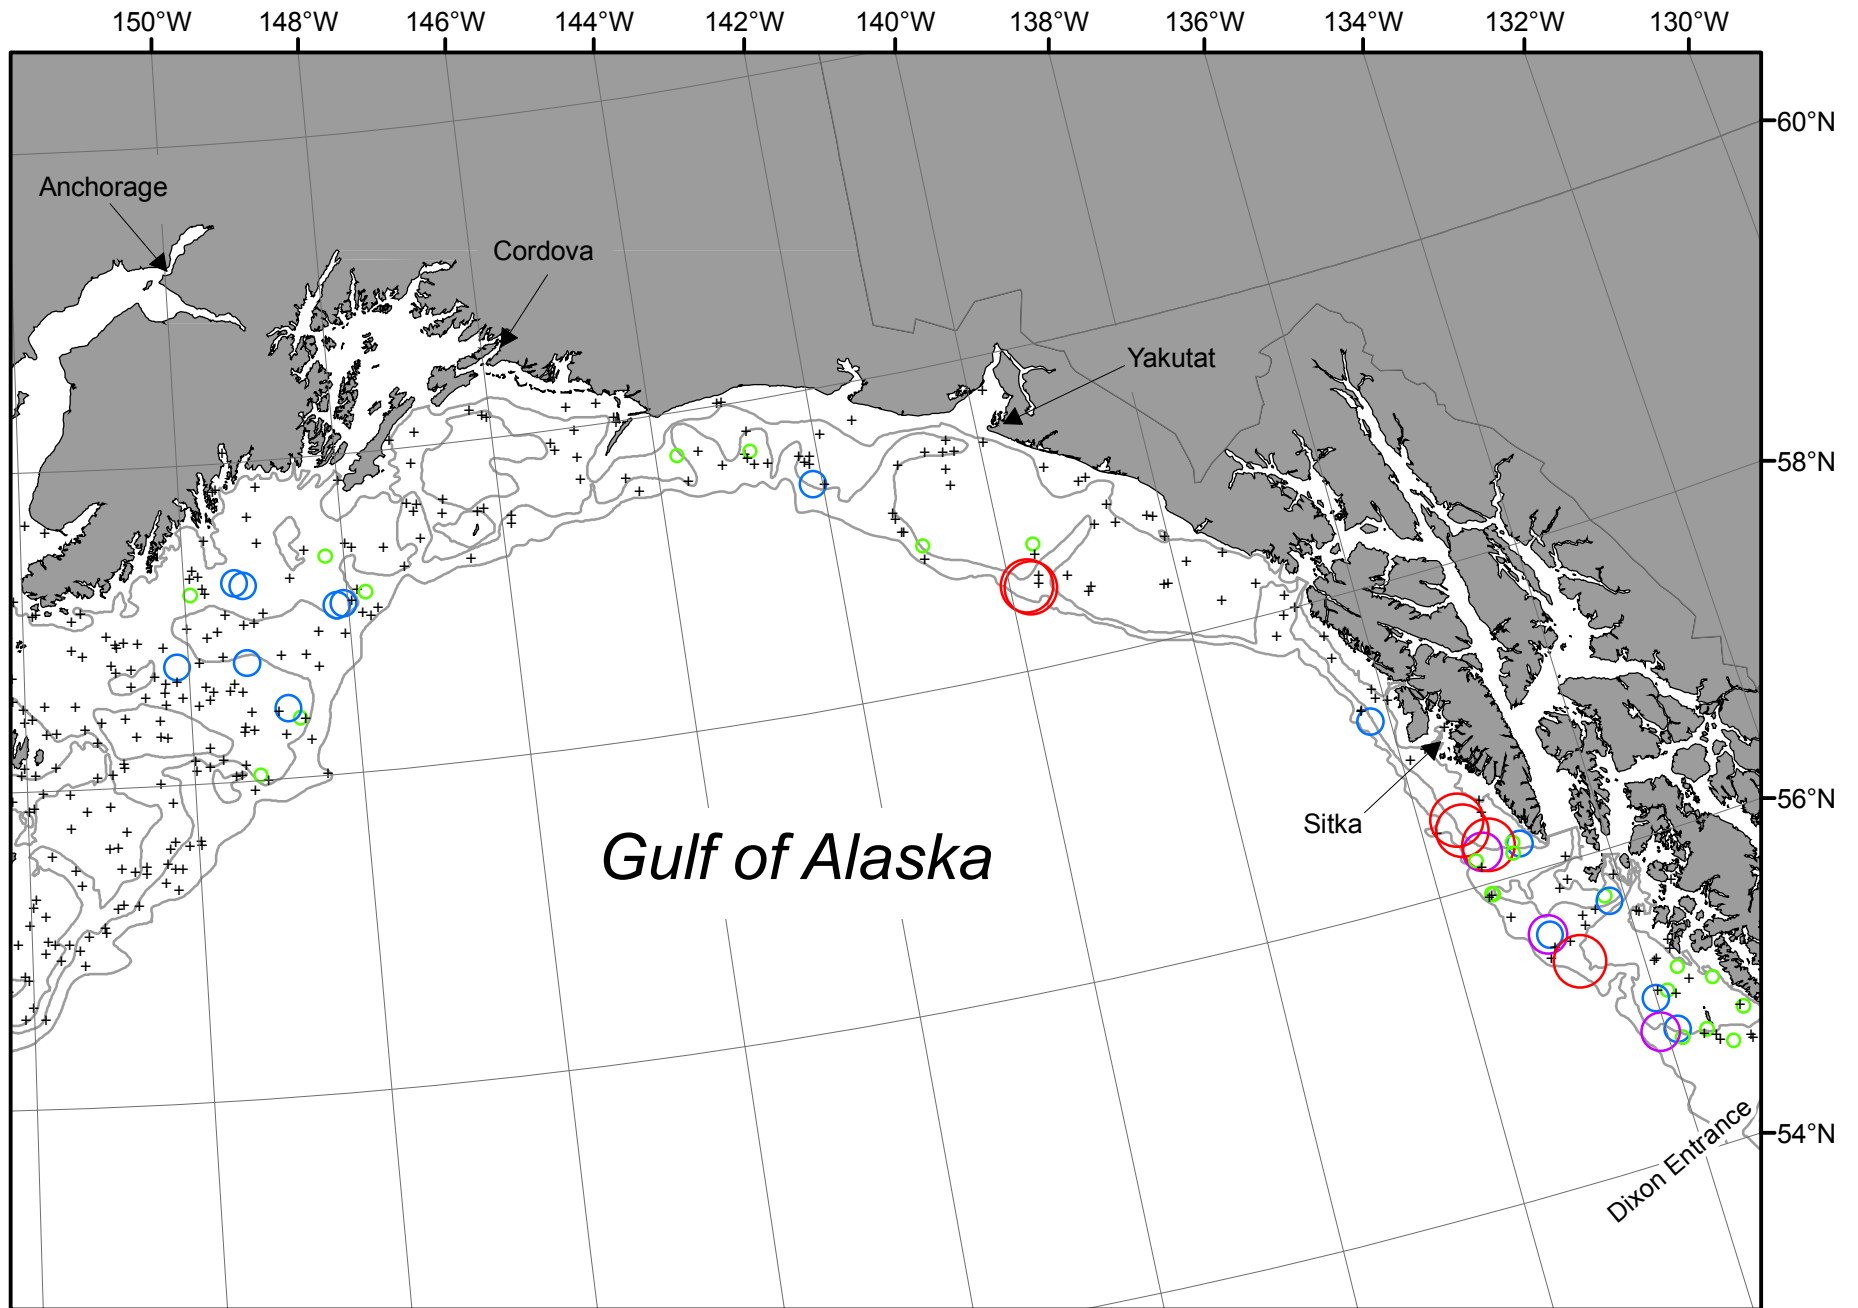 150°W 148°W 146°W 144°W 142°W 140°W 138°W 136°W 134°W 132°W 130°W
60°N
Anchorage
Cordova
Yakutat
58°N
56°N
Sitka
Gulf of Alaska
54°N
Dixon Entrance